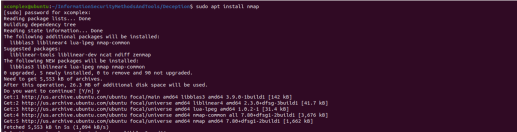 xcomplex@ubuntu:~/InformationSecurityMethodsAndTools/Deception$ sudo apt install nmap
[sudo] password for xcomplex:
Reading package lists... Done
Building dependency tree
Reading state information... Done
The following additional packages will be installed:
  libblas3 liblinear4 lua-lpeg nmap-common
Suggested packages:
  liblinear-tools liblinear-dev ncat ndiff zenmap
The following NEW packages will be installed:
  libblas3 liblinear4 lua-lpeg nmap nmap-common
0 upgraded, 5 newly installed, 0 to remove and 90 not upgraded.
Need to get 5,553 kB of archives.
After this operation, 26.3 MB of additional disk space will be used.
Do you want to continue? [Y/n] y
Get:1 http://us.archive.ubuntu.com/ubuntu focal/main amd64 libblas3 amd64 3.9.0-1build1 [142 kB]
Get:2 http://us.archive.ubuntu.com/ubuntu focal/universe amd64 liblinear4 amd64 2.3.0+dfsg-3build1 [41.7 kB]
Get:3 http://us.archive.ubuntu.com/ubuntu focal/universe amd64 lua-lpeg amd64 1.0.2-1 [31.4 kB]
Get:4 http://us.archive.ubuntu.com/ubuntu focal/universe amd64 nmap-common all 7.80+dfsg1-2build1 [3,676 kB]
Get:5 http://us.archive.ubuntu.com/ubuntu focal/universe amd64 nmap amd64 7.80+dfsg1-2build1 [1,662 kB]
Fetched 5,553 kB in 5s (1,094 kB/s)